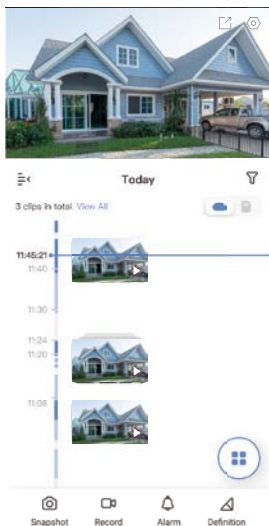 Today
3 clips in total. View All
11:45:21
11:40
11:30
11:24
11:20
11:08
Snapshot Record Alarm Definition